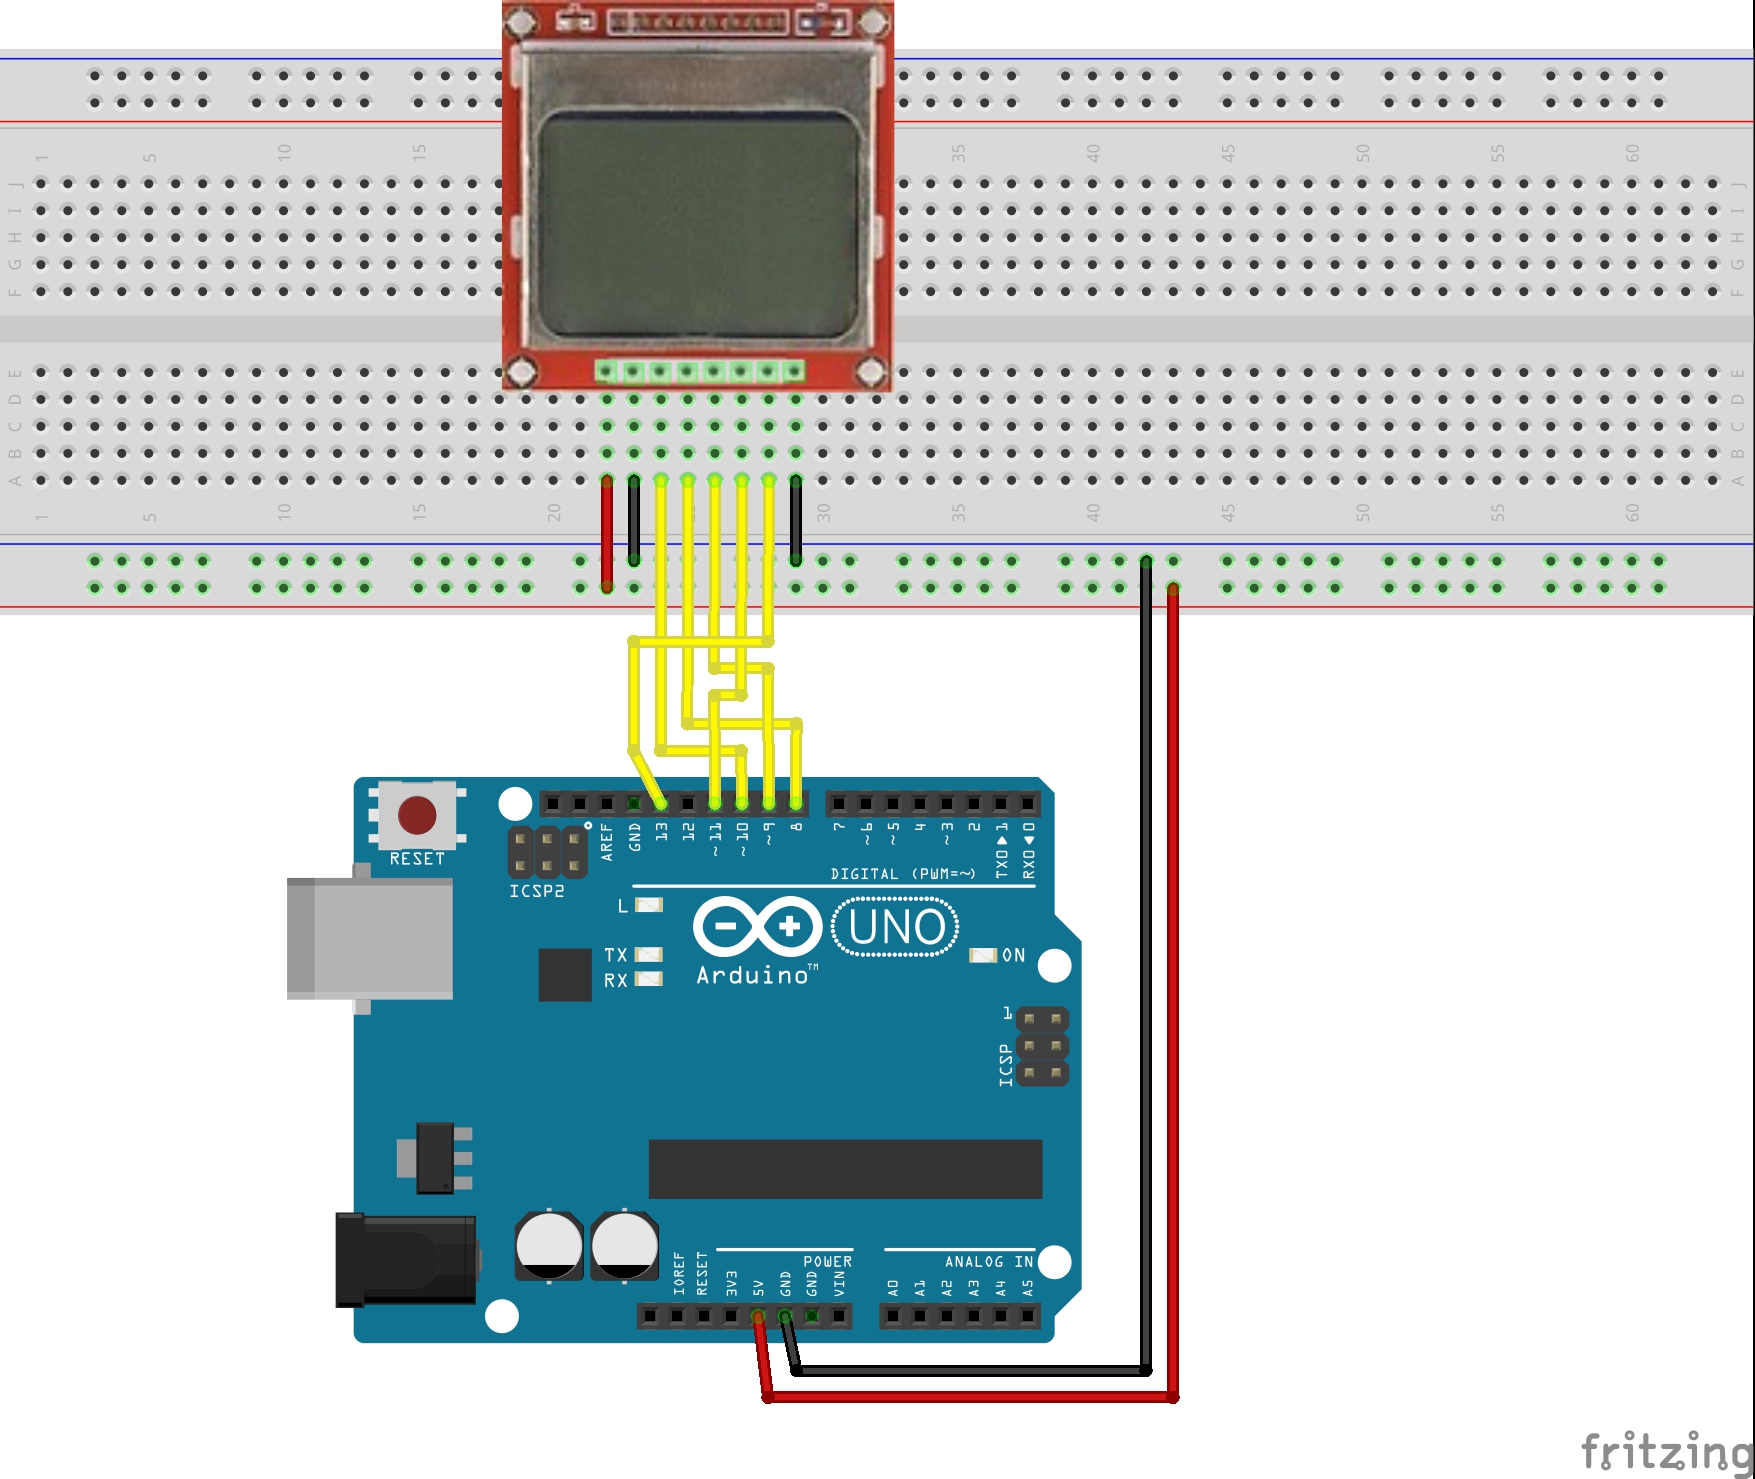 1 5 10 15 35 40 45 50 55 60
J J
I I
H H
G G
F F
E E
D D
C C
B B
A A
1 5 10 15 20 30 35 40 45 50 55 60
RESET
AREF GND 13 12 ~11 ~10 ~9 8 7 ~6 ~5 4 ~3 2 TX0▶1 RX0◀0
ICSP2
DIGITAL (PWM=~)
L
UNO
TX
ON
RX
Arduino™
1
ICSP
POWER
ANALOG IN
IOREF RESET 3V3 5V GND GND VIN A0 A1 A2 A3 A4 A5
fritzing